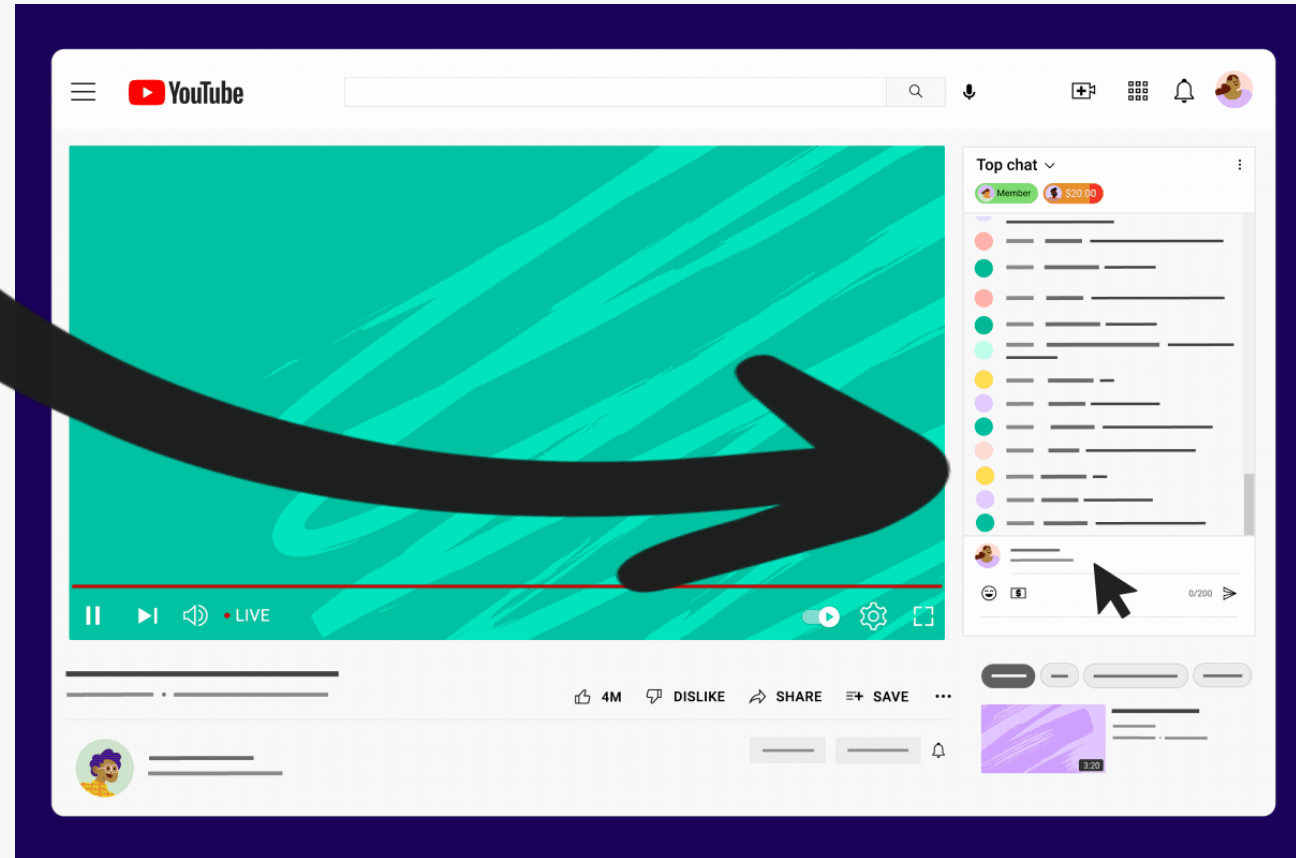 YouTube
Top chat
Member
$20.00
LIVE
0/200
4M
DISLIKE
SHARE
SAVE
3:20